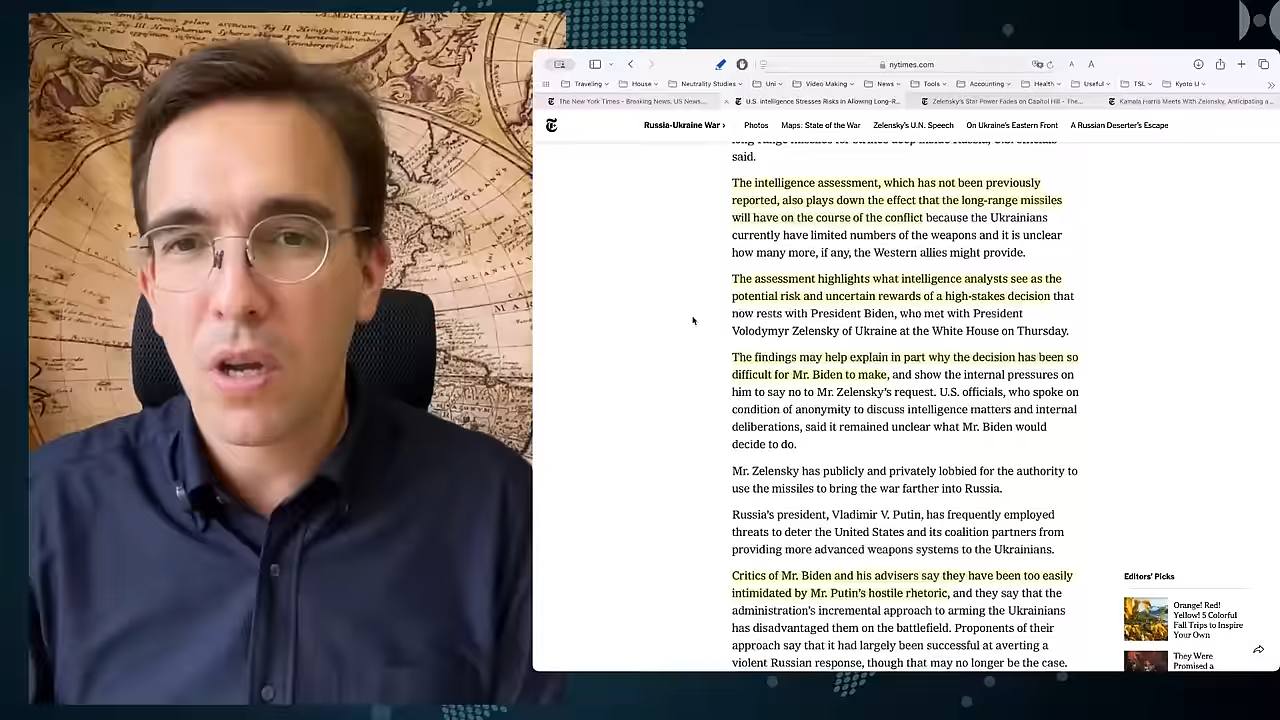 nytimes.com
Traveling
House
Neutrality Studies
Uni
Video Making
News
Tools
Accounting
Health
Useful
TSL
Kyoto U
The New York Times - Breaking News, US News...
U.S. intelligence Stresses Risks in Allowing Long-R...
Zelensky's Star Power Fades on Capitol Hill - The...
Kamala Harris Meets With Zelensky, Anticipating a
Russia-Ukraine War ›
Photos
Maps: State of the War
Zelensky's U.N. Speech
On Ukraine's Eastern Front
A Russian Deserter's Escape
long-range missiles for strikes deep inside Russia, U.S. officials
said.
The intelligence assessment, which has not been previously
reported, also plays down the effect that the long-range missiles
will have on the course of the conflict because the Ukrainians
currently have limited numbers of the weapons and it is unclear
how many more, if any, the Western allies might provide.
The assessment highlights what intelligence analysts see as the
potential risk and uncertain rewards of a high-stakes decision that
now rests with President Biden, who met with President
Volodymyr Zelensky of Ukraine at the White House on Thursday.
The findings may help explain in part why the decision has been so
difficult for Mr. Biden to make, and show the internal pressures on
him to say no to Mr. Zelensky's request. U.S. officials, who spoke on
condition of anonymity to discuss intelligence matters and internal
deliberations, said it remained unclear what Mr. Biden would
decide to do.
Mr. Zelensky has publicly and privately lobbied for the authority to
use the missiles to bring the war farther into Russia.
Russia's president, Vladimir V. Putin, has frequently employed
threats to deter the United States and its coalition partners from
providing more advanced weapons systems to the Ukrainians.
Critics of Mr. Biden and his advisers say they have been too easily
intimidated by Mr. Putin's hostile rhetoric, and they say that the
administration's incremental approach to arming the Ukrainians
has disadvantaged them on the battlefield. Proponents of their
approach say that it had largely been successful at averting a
violent Russian response, though that may no longer be the case.
Editors' Picks
Orange! Red!
Yellow! 5 Colorful
Fall Trips to Inspire
Your Own
They Were
Promised a